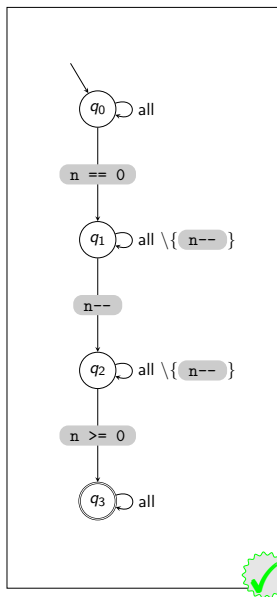 q0 all
n == 0
q1 all \{ n-- }
n--
q2 all \{ n-- }
n >= 0
q3 all